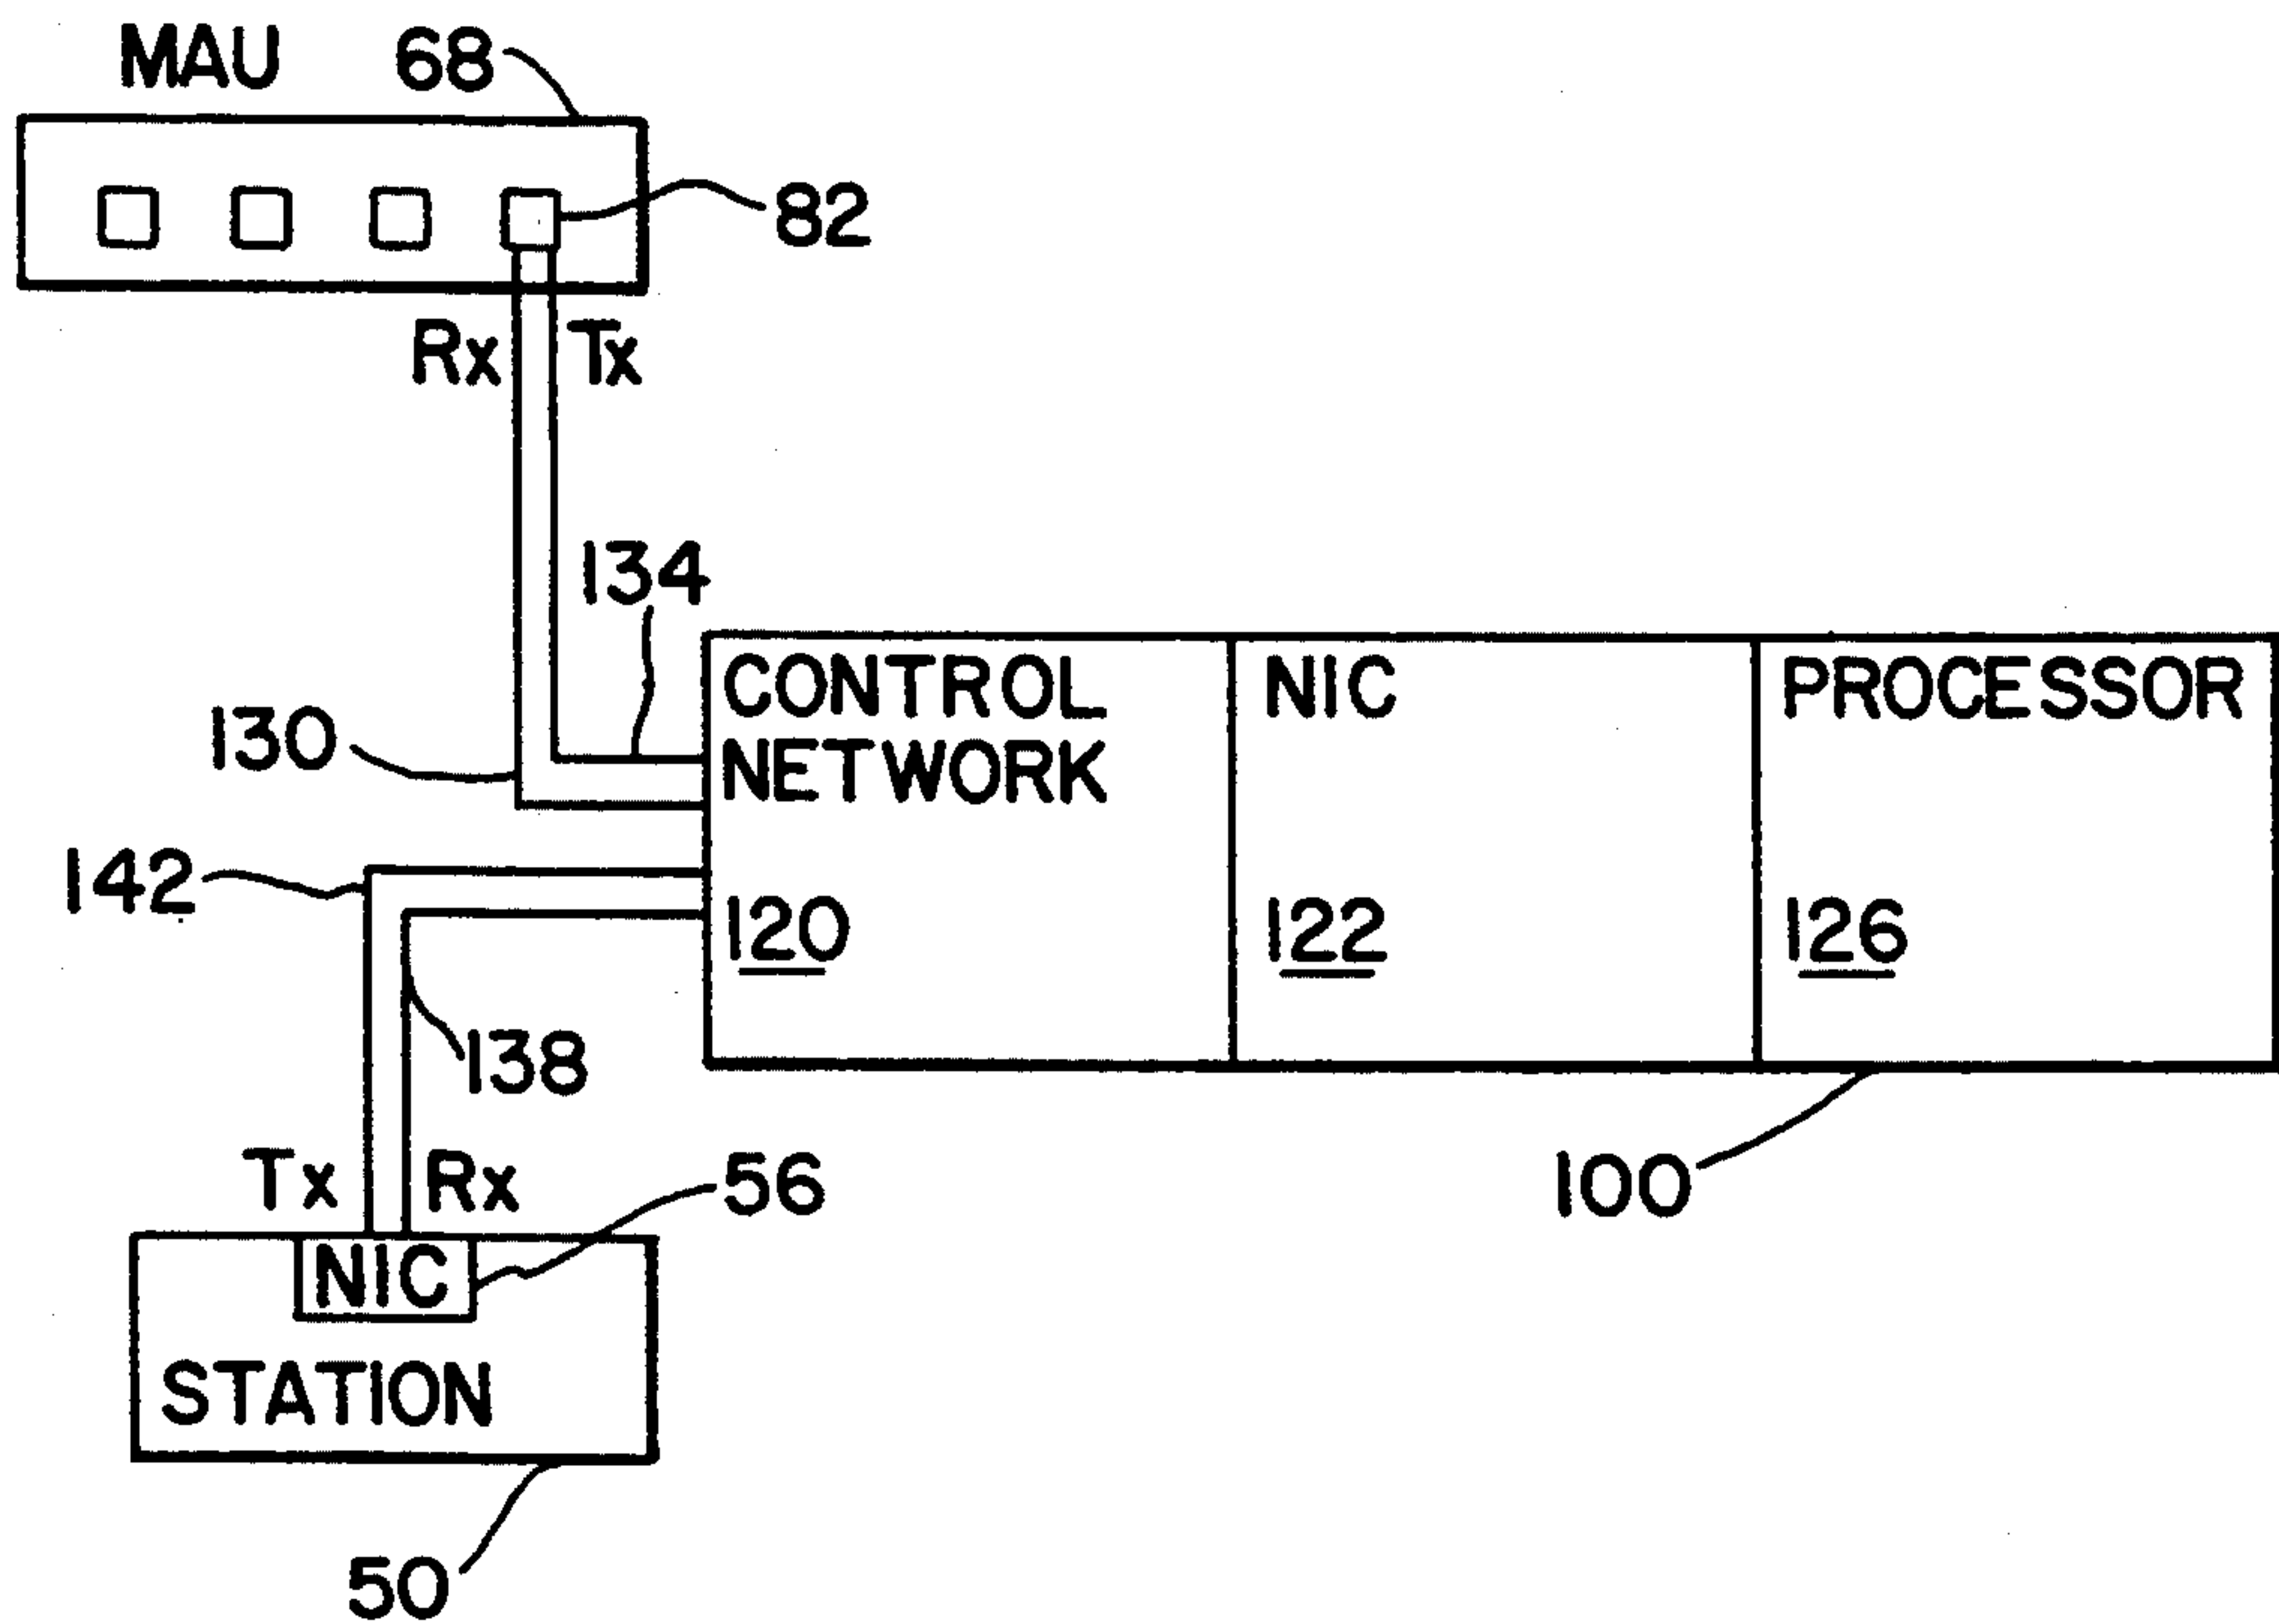 MAU 68
82
Rx Tx
134
CONTROL NETWORK
NIC
PROCESSOR
130
142
120
122
126
138
Tx Rx
56
100
NIC
STATION
50